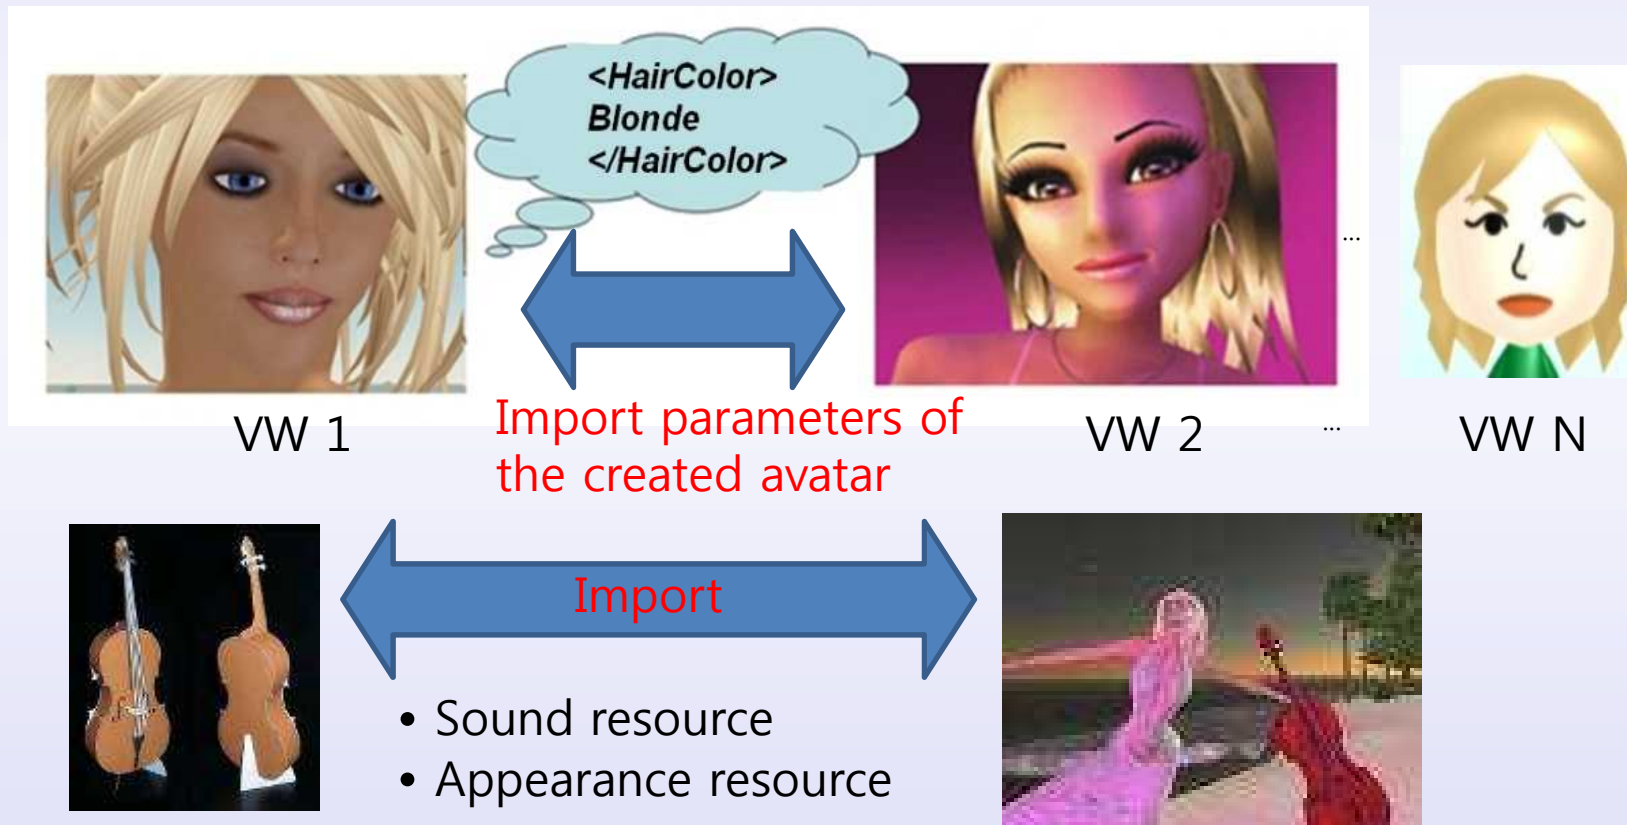 <HairColor>
Blonde
</HairColor>
...
VW 1
Import parameters of
the created avatar
VW 2
...
VW N
Import
• Sound resource
• Appearance resource